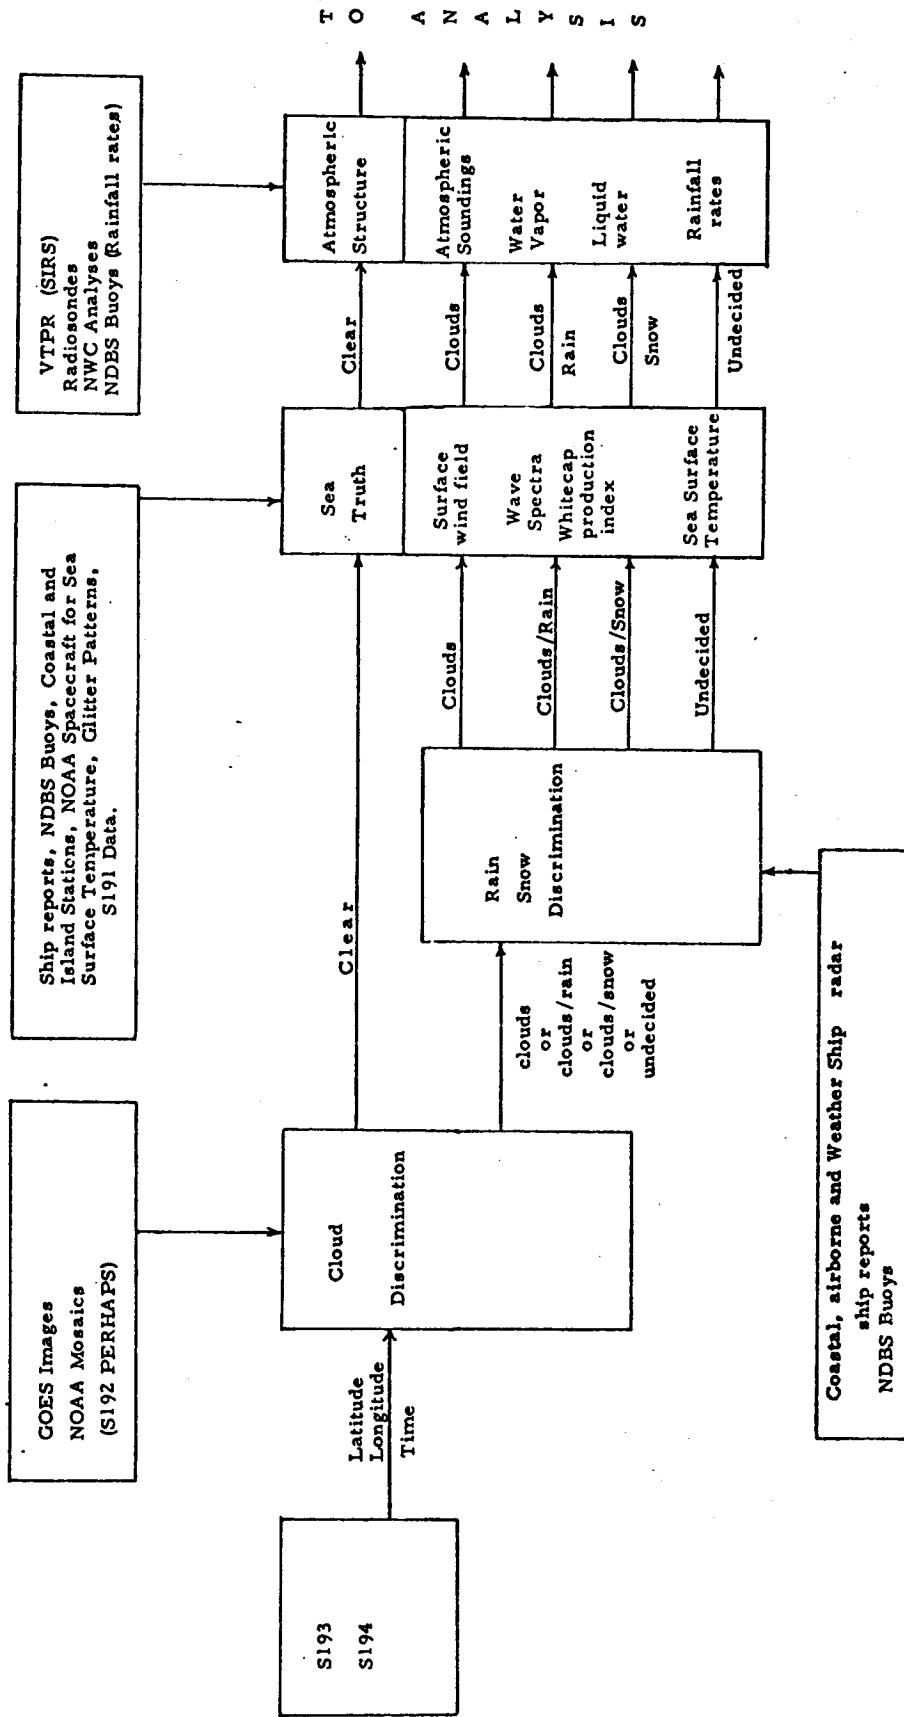 GOES Images
NOAA Mosaics
(S192 PERHAPS)
Ship reports, NDBS Buoys, Coastal and
Island Stations, NOAA Spacecraft for Sea
Surface Temperature, Glitter Patterns,
S191 Data.
VTPR (SIRS)
Radiosondes
NWC Analyses
NDBS Buoys (Rainfall rates)
S193
S194
Latitude
Longitude
Time
Cloud
Discrimination
Clear
clouds
or
clouds/rain
or
clouds/snow
or
undecided
Rain
Snow
Discrimination
Coastal, airborne and Weather Ship radar
ship reports
NDBS Buoys
Clouds
Clouds/Rain
Clouds/Snow
Undecided
Sea
Truth
Surface
wind field
Wave
Spectra
Whitecap
production
index
Sea Surface
Temperature
Clear
Clouds
Clouds
Rain
Clouds
Snow
Undecided
Atmospheric
Structure
Atmospheric
Soundings
Water
Vapor
Liquid
water
Rainfall
rates
TO ANALYSIS